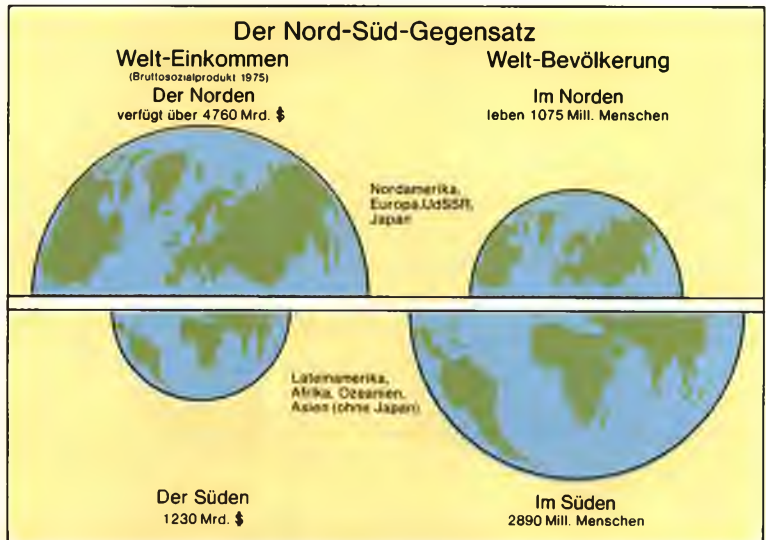 Der Nord-Süd-Gegensatz
Welt-Einkommen
(Bruttosozialprodukt 1975)
Der Norden
verfügt über 4760 Mrd. $
Welt-Bevölkerung
Im Norden
leben 1075 Mill. Menschen
Nordamerika,
Europa,UdSSR,
Japan
Lateinamerika,
Afrika, Ozeanien,
Asien (ohne Japan)
Der Süden
1230 Mrd. $
Im Süden
2890 Mill. Menschen